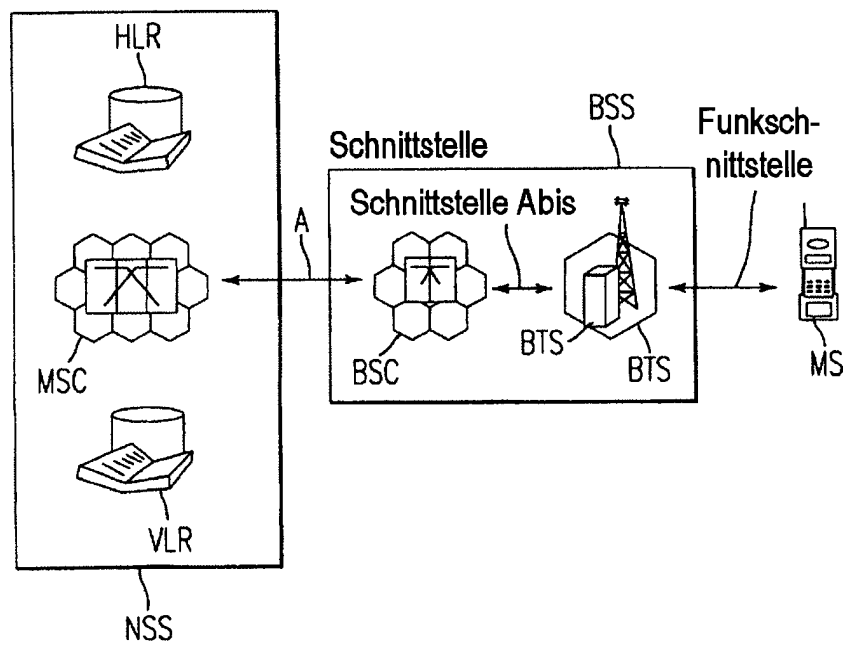 HLR
BSS
Funksch-
nittstelle
Schnittstelle
Schnittstelle Abis
A
MSC
BSC
BTS
BTS
MS
VLR
NSS